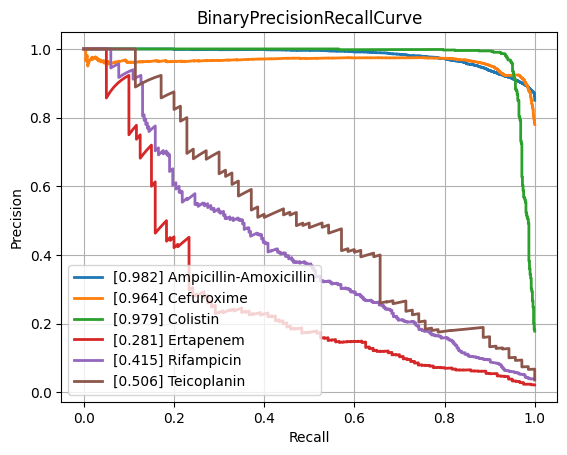 BinaryPrecisionRecallCurve
Precision
1.0
0.8
0.6
0.4
0.2
0.0
[0.982] Ampicillin-Amoxicillin
[0.964] Cefuroxime
[0.979] Colistin
[0.281] Ertapenem
[0.415] Rifampicin
[0.506] Teicoplanin
0.0 0.2 0.4 0.6 0.8 1.0
Recall